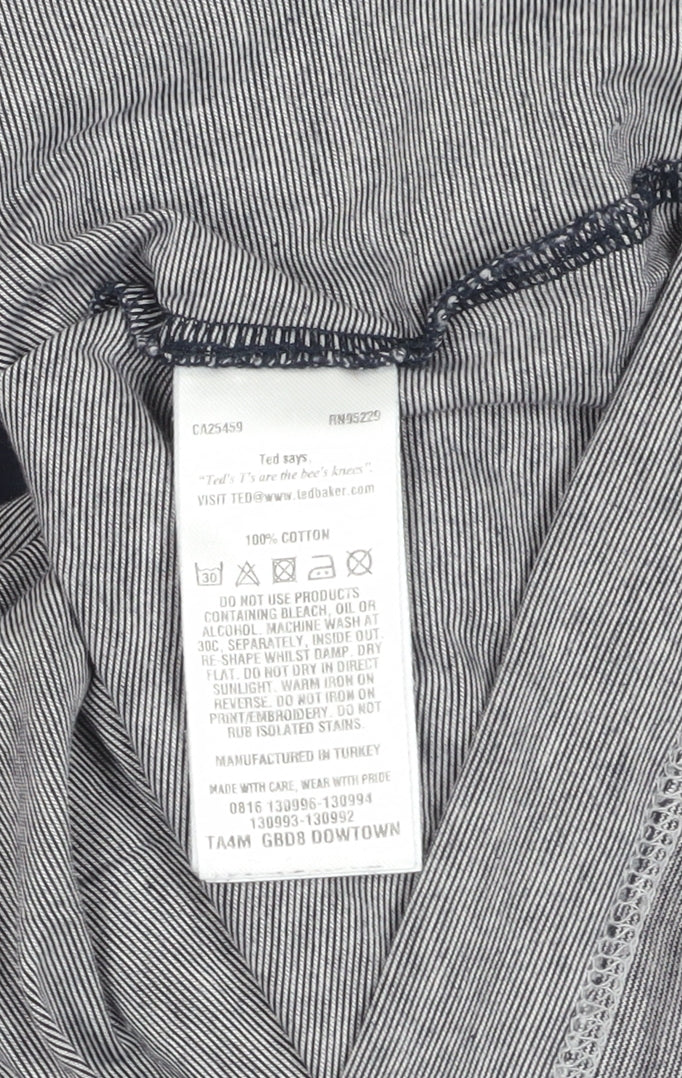 CA25459 RN95229
Ted says,
"Ted's T's are the bee's knees".
VISIT TED@www.tedbaker.com
100% COTTON
30
DO NOT USE PRODUCTS
CONTAINING BLEACH, OIL OR
ALCOHOL. MACHINE WASH AT
30C, SEPARATELY, INSIDE OUT.
RE-SHAPE WHILST DAMP. DRY
FLAT. DO NOT DRY IN DIRECT
SUNLIGHT. WARM IRON ON
REVERSE. DO NOT IRON ON
PRINT/EMBROIDERY. DO NOT
RUB ISOLATED STAINS.
MANUFACTURED IN TURKEY
MADE WITH CARE, WEAR WITH PRIDE
0816 130996-130994
130993-130992
TA4M GBD8 DOWTOWN